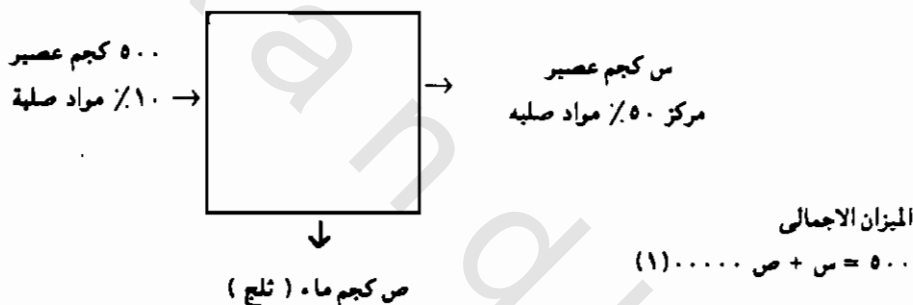 ٥٠٠ كجم عصير
١٠٪ مواد صلبة →
→ س كجم عصير
مركز ٥٠٪ مواد صلبه
↓
ص كجم ماء ( ثلج )
الميزان الاجمالى
٥٠٠ = س + ص ٠٠٠٠٠(١)